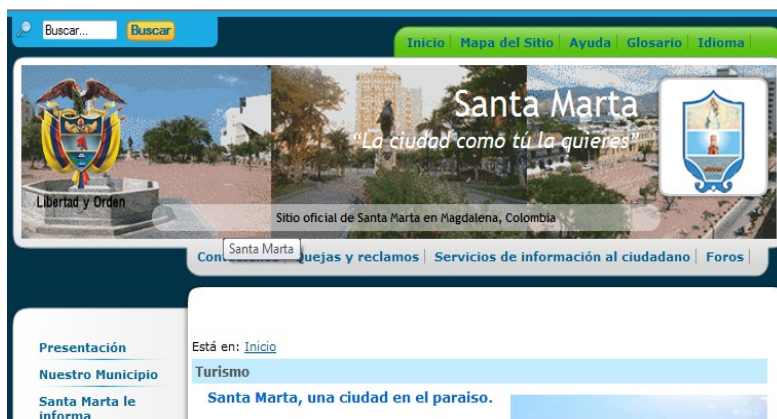 Buscar... Buscar
Inicio | Mapa del Sitio | Ayuda | Glosario | Idioma |
Santa Marta
"La ciudad como tú la quieres"
Libertad y Orden
Sitio oficial de Santa Marta en Magdalena, Colombia
Santa Marta
Quejas y reclamos | Servicios de información al ciudadano | Foros |
Está en: Inicio
Presentación
Turismo
Nuestro Municipio
Santa Marta, una ciudad en el paraiso.
Santa Marta le
informa